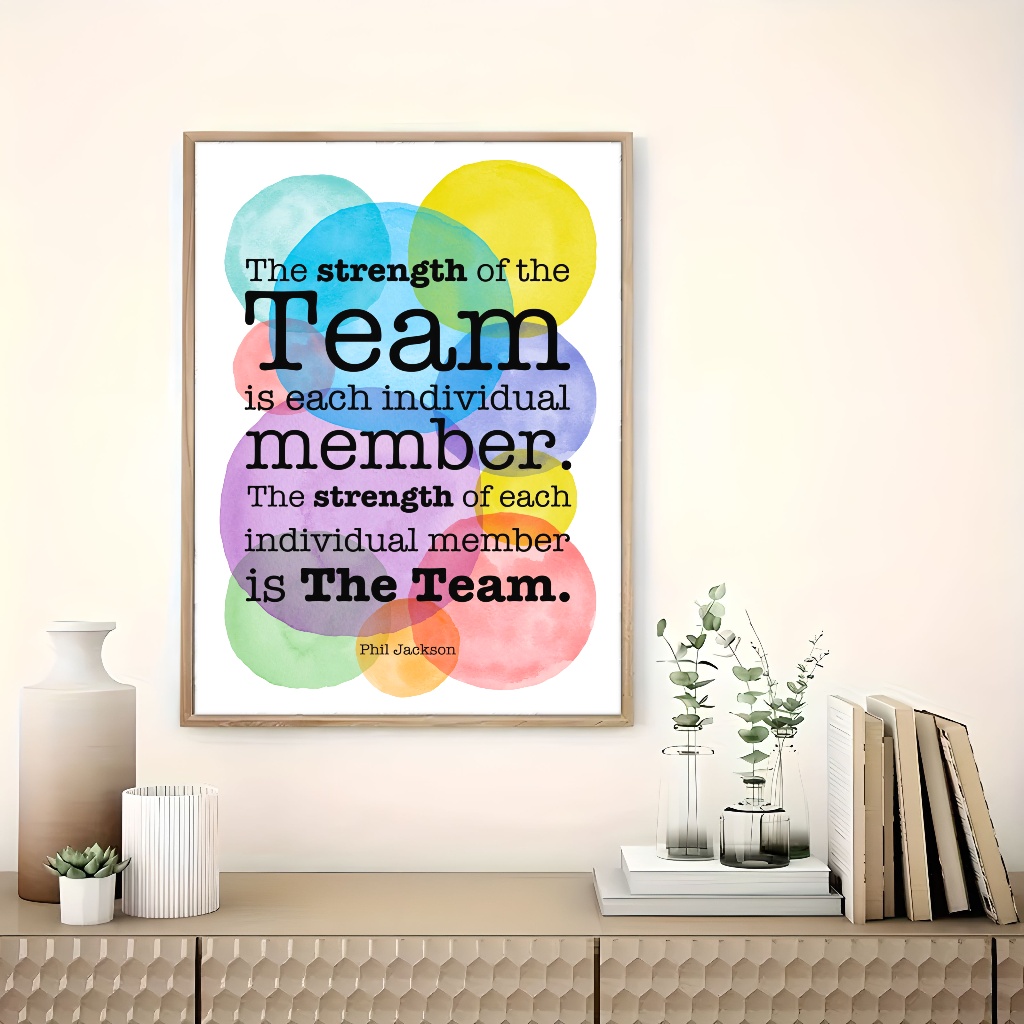 The strength of the
Team
is each individual
member.
The strength of each
individual member
is The Team.
Phil Jackson